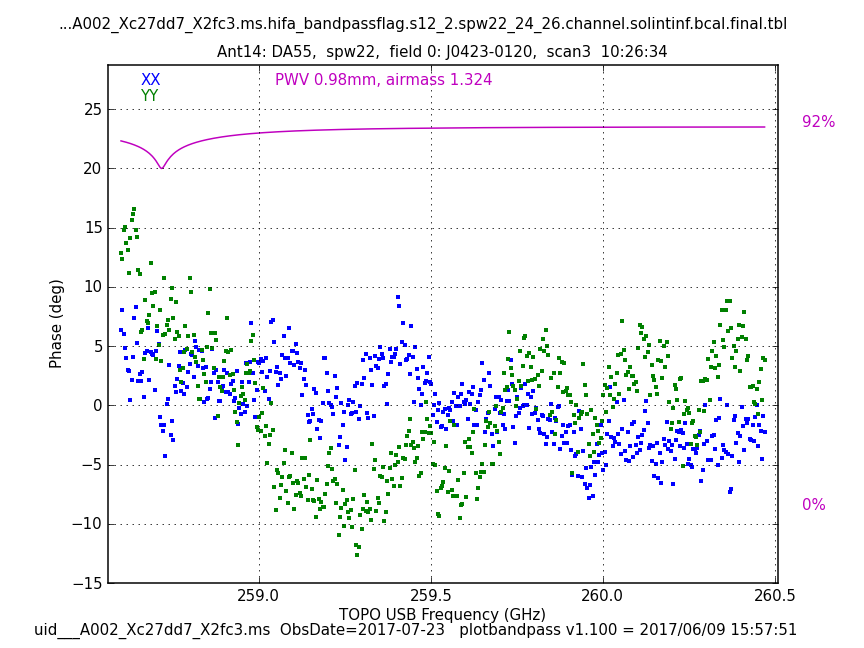 ...A002_Xc27dd7_X2fc3.ms.hifa_bandpassflag.s12_2.spw22_24_26.channel.solintinf.bcal.final.tbl
Ant14: DA55,  spw22,  field 0: J0423-0120,  scan3  10:26:34
XX
YY
PWV 0.98mm, airmass 1.324
92%
0%
25
20
15
10
5
0
−5
−10
−15
Phase (deg)
259.0
259.5
260.0
260.5
TOPO USB Frequency (GHz)
uid___A002_Xc27dd7_X2fc3.ms  ObsDate=2017-07-23   plotbandpass v1.100 = 2017/06/09 15:57:51